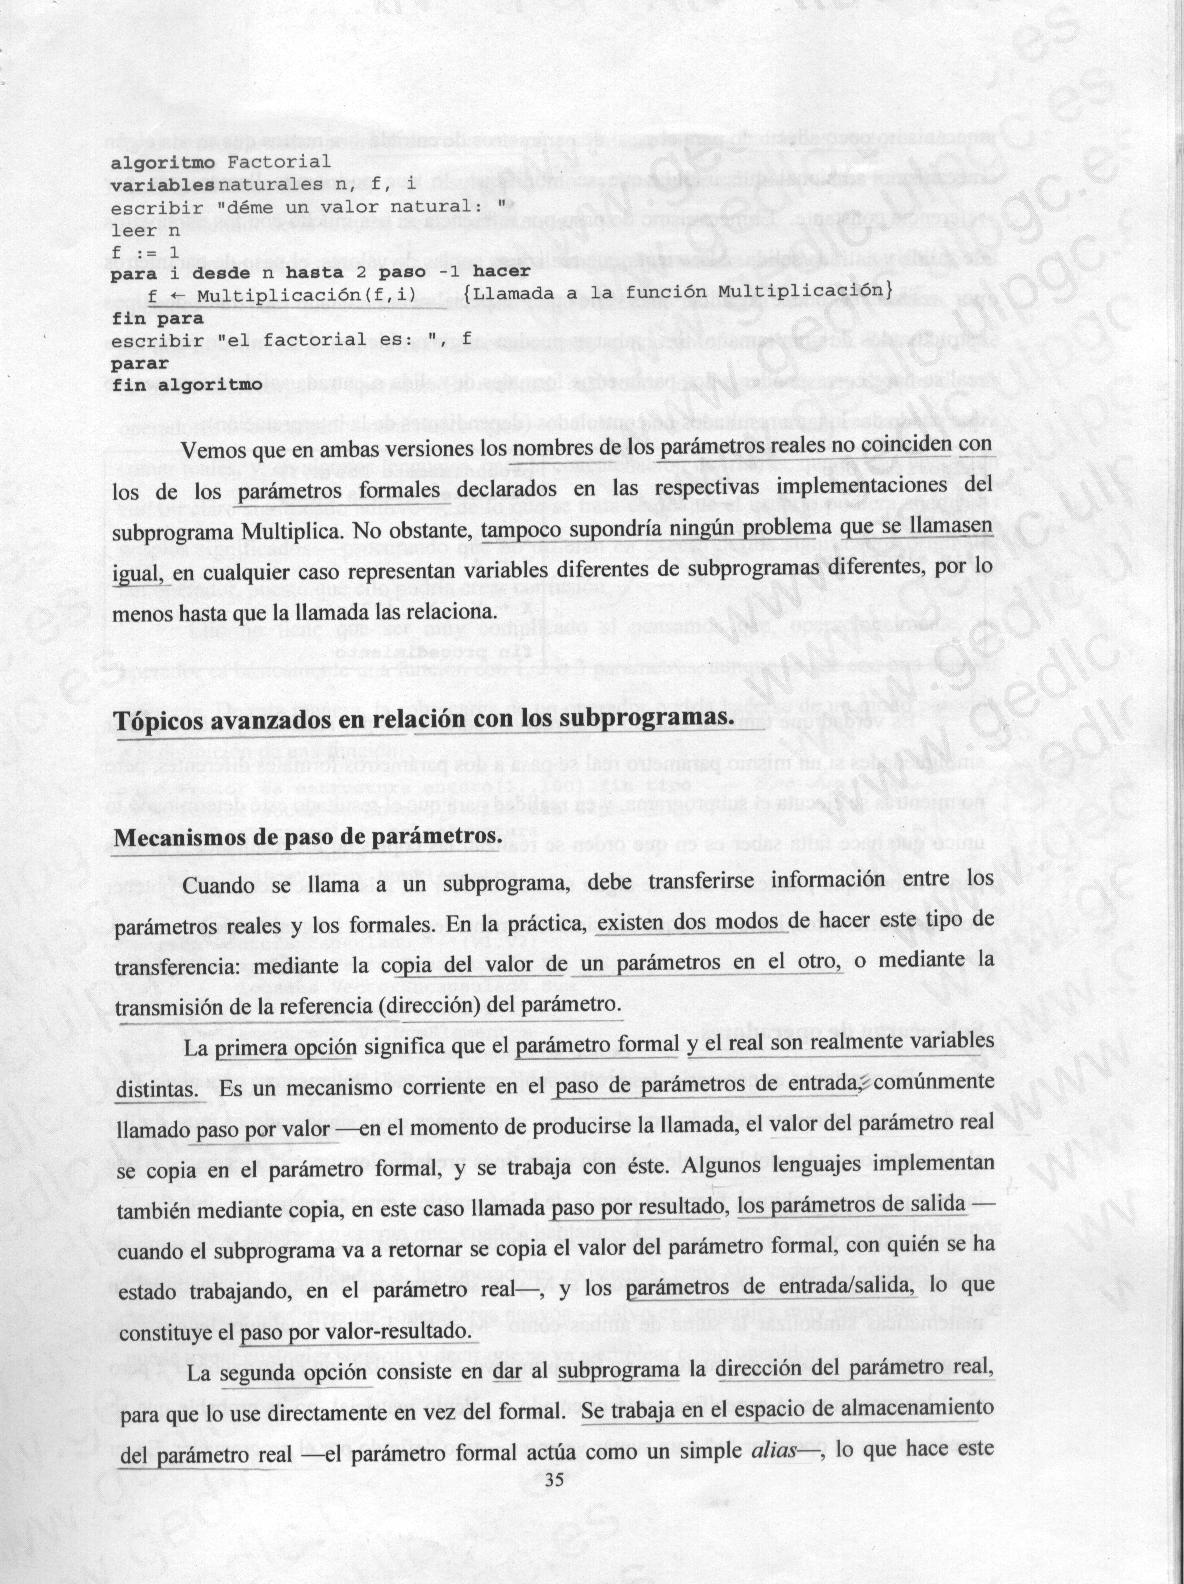 algoritmo Factorial
variables naturales n, f, i
escribir "déme un valor natural: "
leer n
f := 1
para i desde n hasta 2 paso -1 hacer
f ← Multiplicación(f,i) {Llamada a la función Multiplicación}
fin para
escribir "el factorial es: ", f
parar
fin algoritmo
Vemos que en ambas versiones los nombres de los parámetros reales no coinciden con
los de los parámetros formales declarados en las respectivas implementaciones del
subprograma Multiplica. No obstante, tampoco supondría ningún problema que se llamasen
igual, en cualquier caso representan variables diferentes de subprogramas diferentes, por lo
menos hasta que la llamada las relaciona.
Tópicos avanzados en relación con los subprogramas.
Mecanismos de paso de parámetros.
Cuando se llama a un subprograma, debe transferirse información entre los
parámetros reales y los formales. En la práctica, existen dos modos de hacer este tipo de
transferencia: mediante la copia del valor de un parámetros en el otro, o mediante la
transmisión de la referencia (dirección) del parámetro.
La primera opción significa que el parámetro formal y el real son realmente variables
distintas. Es un mecanismo corriente en el paso de parámetros de entrada, comúnmente
llamado paso por valor —en el momento de producirse la llamada, el valor del parámetro real
se copia en el parámetro formal, y se trabaja con éste. Algunos lenguajes implementan
también mediante copia, en este caso llamada paso por resultado, los parámetros de salida —
cuando el subprograma va a retornar se copia el valor del parámetro formal, con quién se ha
estado trabajando, en el parámetro real—, y los parámetros de entrada/salida, lo que
constituye el paso por valor-resultado.
La segunda opción consiste en dar al subprograma la dirección del parámetro real,
para que lo use directamente en vez del formal. Se trabaja en el espacio de almacenamiento
del parámetro real —el parámetro formal actúa como un simple alias—, lo que hace este
35